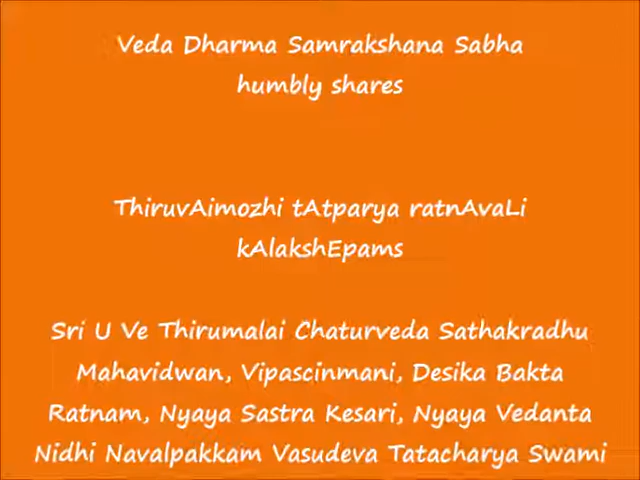 Veda Dharma Samrakshana Sabha
humbly shares
ThiruvAimozhi tAtparya ratnAvaLi
kAlakshEpams
Sri U Ve Thirumalai Chaturveda Sathakradhu
Mahavidwan, Vipascinmani, Desika Bakta
Ratnam, Nyaya Sastra Kesari, Nyaya Vedanta
Nidhi Navalpakkam Vasudeva Tatacharya Swami